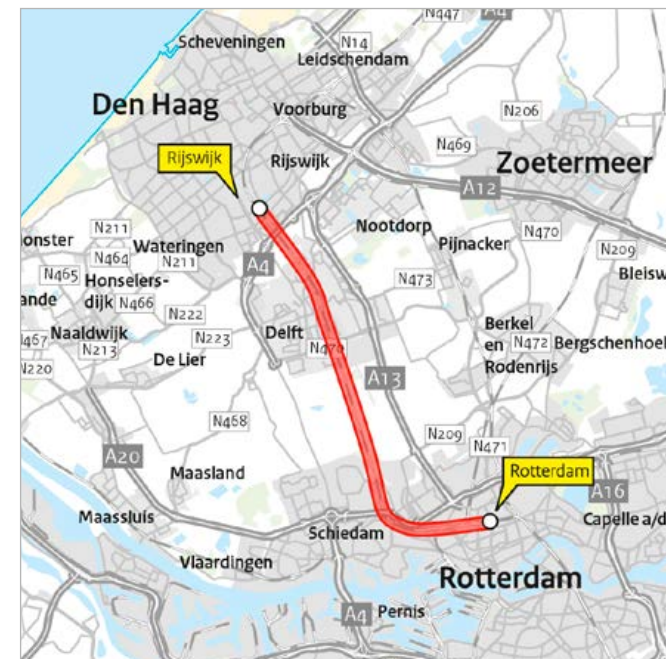 N447
A4
Scheveningen
N14
Leidschendam
Den Haag
Voorburg
N206
Rijswijk
Rijswijk
N469
Zoetermeer
A12
N211
Nootdorp
N470
onster
Wateringen
Pijnacker
N464
N211
N209
N465
A4
N473
Bleisw
Honselers-
dijk
N466
ande
N222
Berkel
en
Rodenrijs
N472
Bergschenhoek
Naaldwijk
N223
Delft
N470
N467
N213
De Lier
N220
A13
N468
N209
N471
A20
Rotterdam
Maasland
A16
Maassluis
Schiedam
Capelle a/d
Vlaardingen
Rotterdam
A4
Pernis